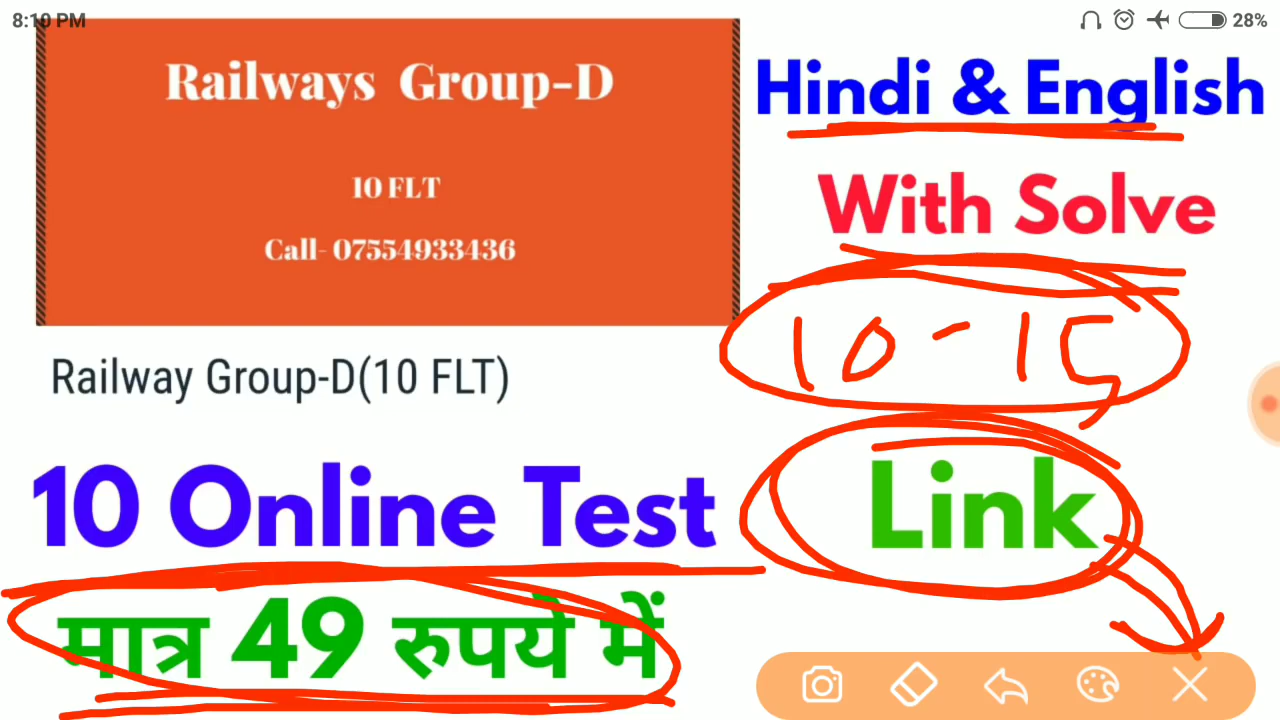 8:10 PM
28%
Railways Group-D
10 FLT
Call- 07554933436
Railway Group-D(10 FLT)
Hindi & English
With Solve
10-15
10 Online Test
Link
मात्र 49 रुपये में